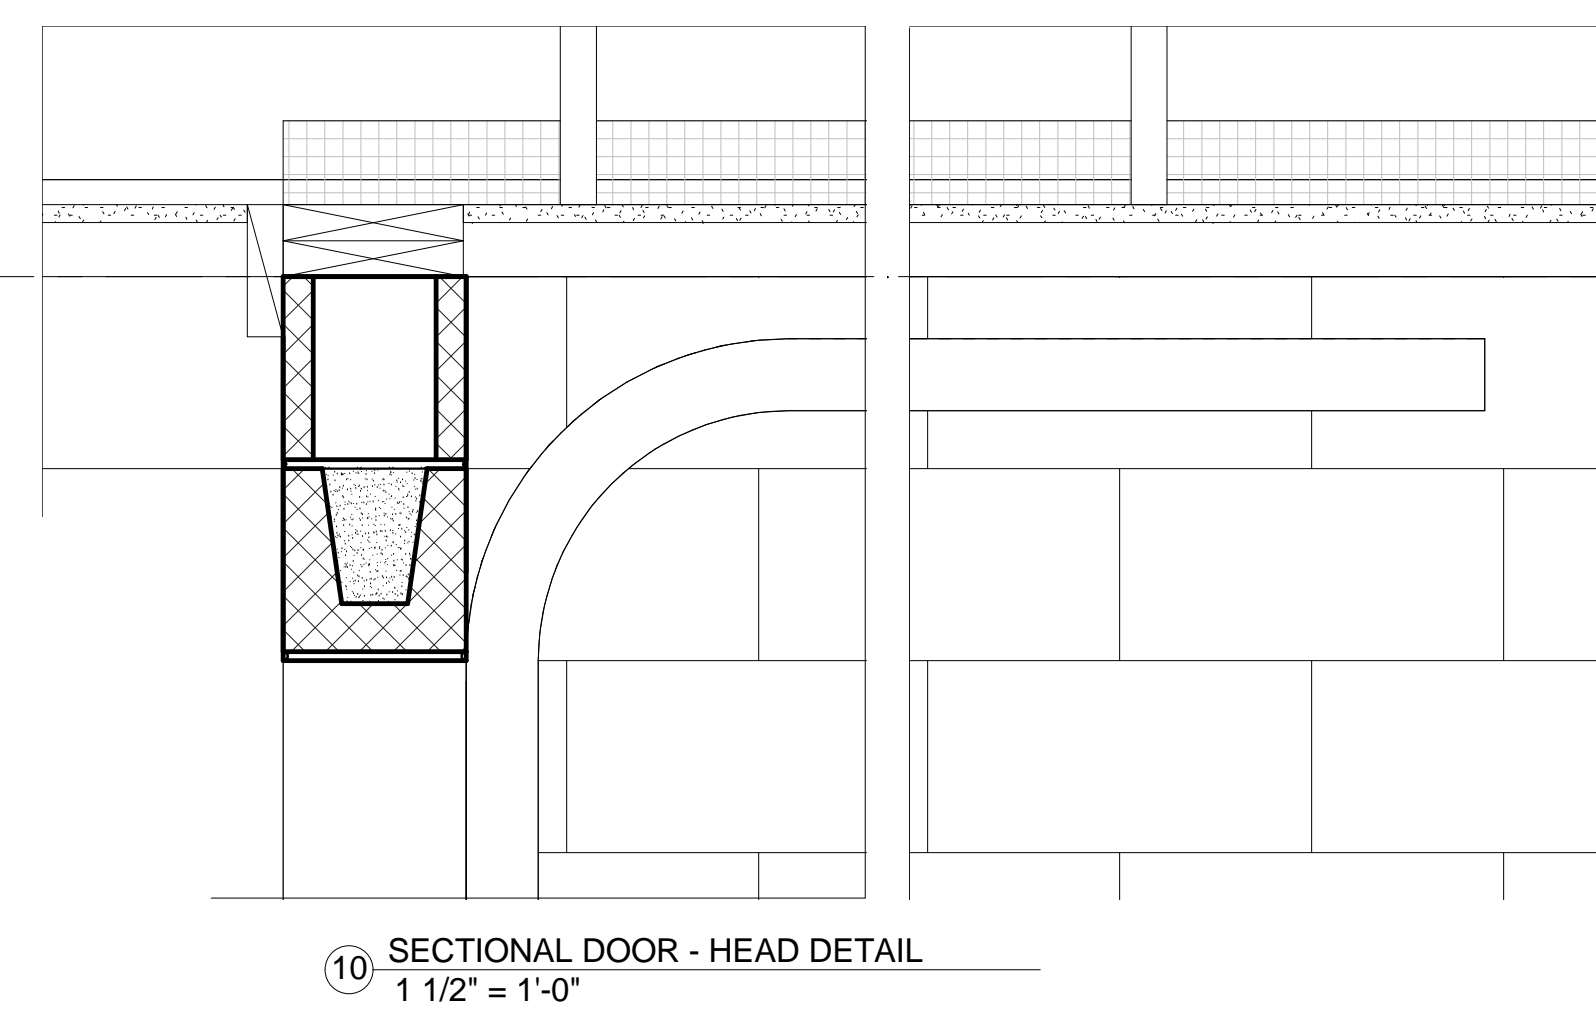 10
SECTIONAL DOOR - HEAD DETAIL
1 1/2" = 1'-0"